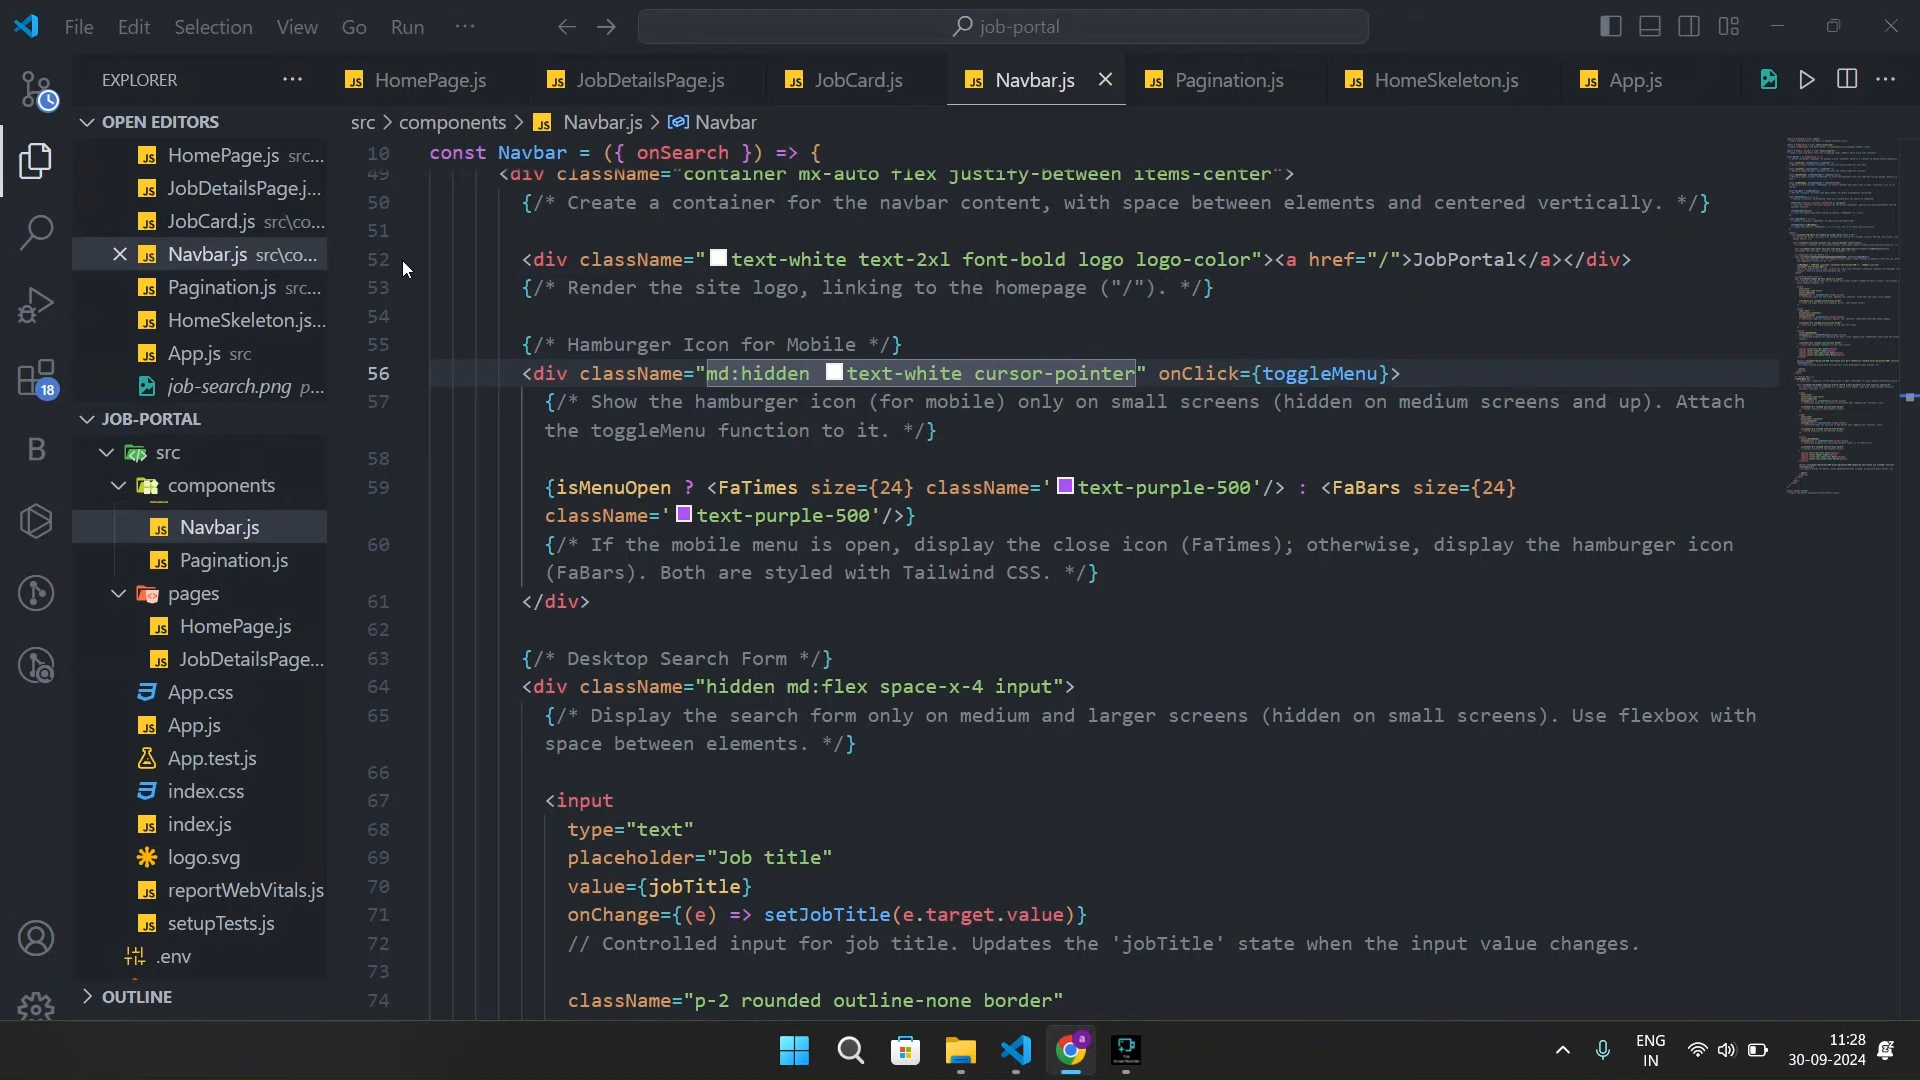 File Edit Selection View Go Run ···
job-portal
EXPLORER ···
HomePage.js
JobDetailsPage.js
JobCard.js
Navbar.js
Pagination.js
HomeSkeleton.js
App.js
OPEN EDITORS
HomePage.js src...
JobDetailsPage.j...
JobCard.js src\co...
Navbar.js src\co...
Pagination.js src...
HomeSkeleton.js...
App.js src
job-search.png p...
JOB-PORTAL
src
components
Navbar.js
Pagination.js
pages
HomePage.js
JobDetailsPage...
App.css
App.js
App.test.js
index.css
index.js
logo.svg
reportWebVitals.js
setupTests.js
.env
OUTLINE
18
B
src > components > JS Navbar.js > Navbar
10 const Navbar = ({ onSearch }) => {
49 <div className="container mx-auto flex justify-between items-center">
50 {/* Create a container for the navbar content, with space between elements and centered vertically. */}
51
52 <div className="text-white text-2xl font-bold logo logo-color"><a href="/">JobPortal</a></div>
53 {/* Render the site logo, linking to the homepage ("/"). */}
54
55 {/* Hamburger Icon for Mobile */}
56 <div className="md:hidden text-white cursor-pointer" onClick={toggleMenu}>
57 {/* Show the hamburger icon (for mobile) only on small screens (hidden on medium screens and up). Attach
the toggleMenu function to it. */}
58
59 {isMenuOpen ? <FaTimes size={24} className='text-purple-500'/> : <FaBars size={24}
className='text-purple-500'/>}
60 {/* If the mobile menu is open, display the close icon (FaTimes); otherwise, display the hamburger icon
(FaBars). Both are styled with Tailwind CSS. */}
61 </div>
62
63 {/* Desktop Search Form */}
64 <div className="hidden md:flex space-x-4 input">
65 {/* Display the search form only on medium and larger screens (hidden on small screens). Use flexbox with
space between elements. */}
66
67 <input
68 type="text"
69 placeholder="Job title"
70 value={jobTitle}
71 onChange={(e) => setJobTitle(e.target.value)}
72 // Controlled input for job title. Updates the 'jobTitle' state when the input value changes.
73
74 className="p-2 rounded outline-none border"
ENG
IN
11:28
30-09-2024